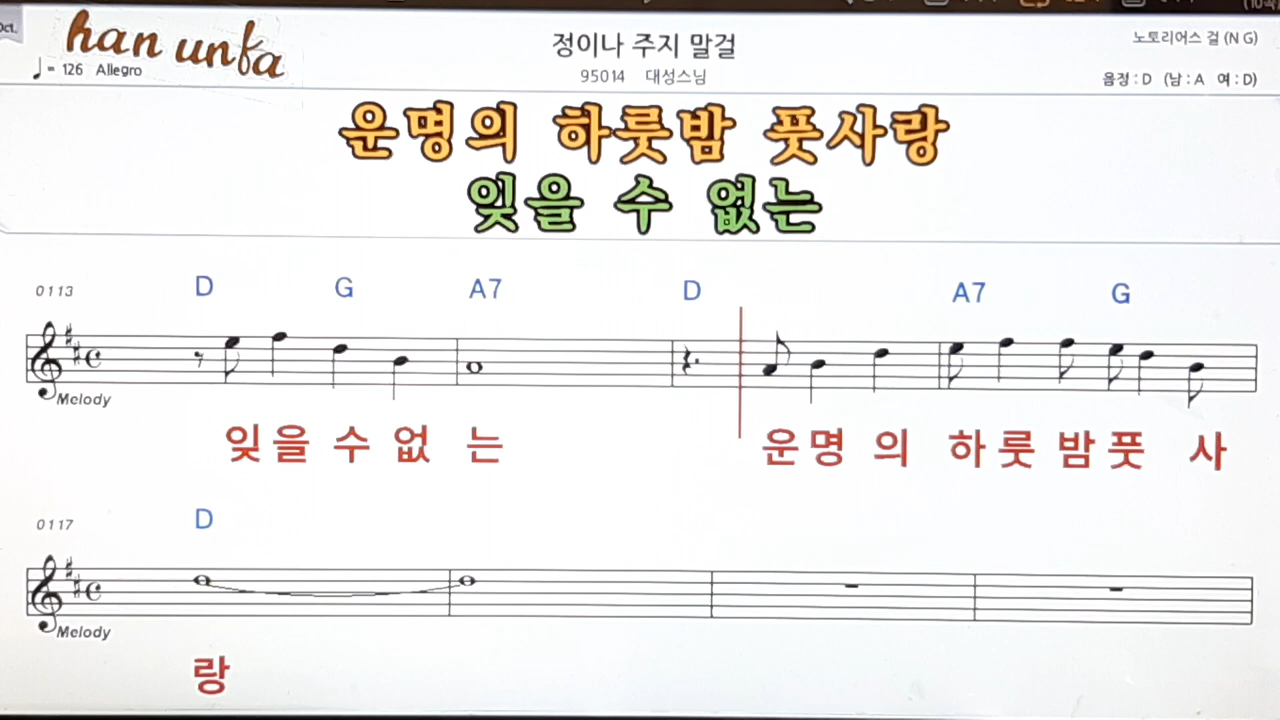 Oct.
han unfa
정이나 주지 말걸
노토리어스 걸 (N G)
♩ = 126 Allegro
95014 대성스님
음정 : D (남 : A 여 : D)
운명의 하룻밤 풋사랑
잊을 수 없는
0113 D G A7 D A7 G
Melody
잊 을 수 없 는 운 명 의 하 룻 밤 풋 사
0117 D
Melody
랑